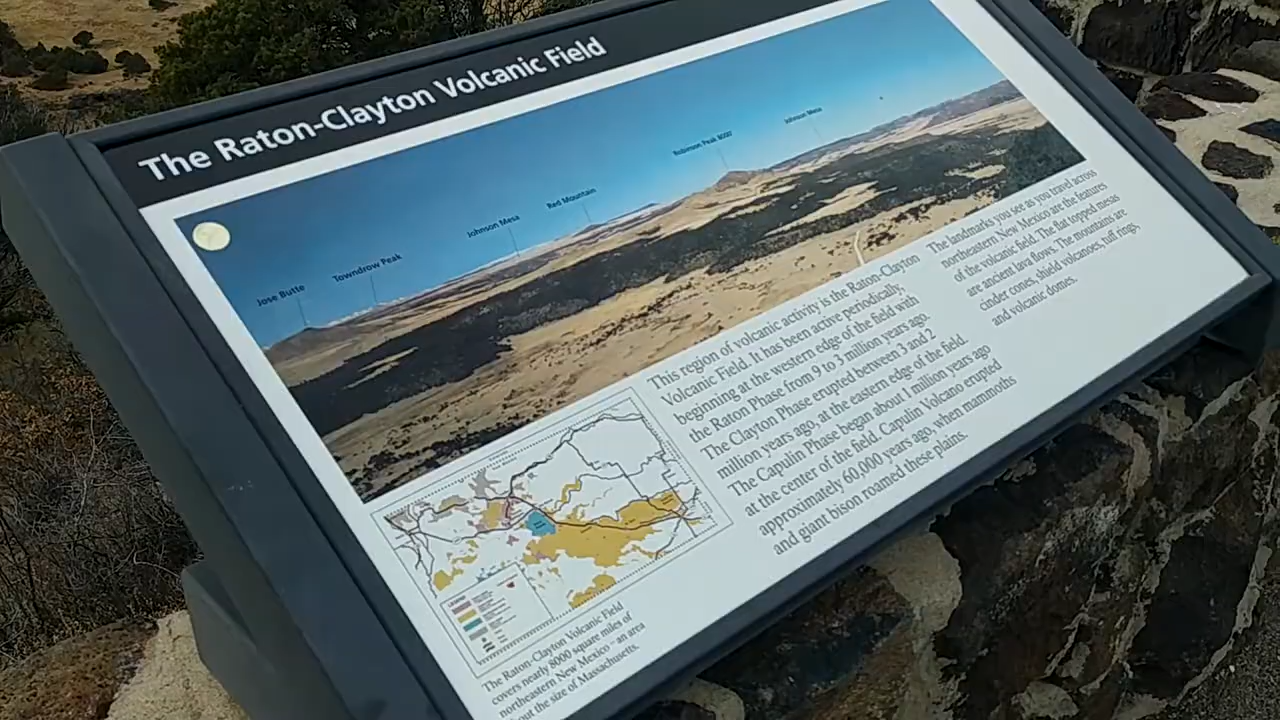 The Raton-Clayton Volcanic Field
Jose Butte
Towndrow Peak
Johnson Mesa
Red Mountain
Robinson Peak 8000'
Johnson Mesa
This region of volcanic activity is the Raton-Clayton
Volcanic Field. It has been active periodically,
beginning at the western edge of the field with
the Raton Phase from 9 to 3 million years ago.
The Clayton Phase erupted between 3 and 2
million years ago, at the eastern edge of the field.
The Capulin Phase began about 1 million years ago
at the center of the field. Capulin Volcano erupted
approximately 60,000 years ago, when mammoths
and giant bison roamed these plains.
The landmarks you see as you travel across
northeastern New Mexico are the features
of the volcanic field. The flat topped mesas
are ancient lava flows. The mountains are
cinder cones, shield volcanoes, tuff rings,
and volcanic domes.
The Raton-Clayton Volcanic Field
covers nearly 8000 square miles of
northeastern New Mexico - an area
out the size of Massachusetts.